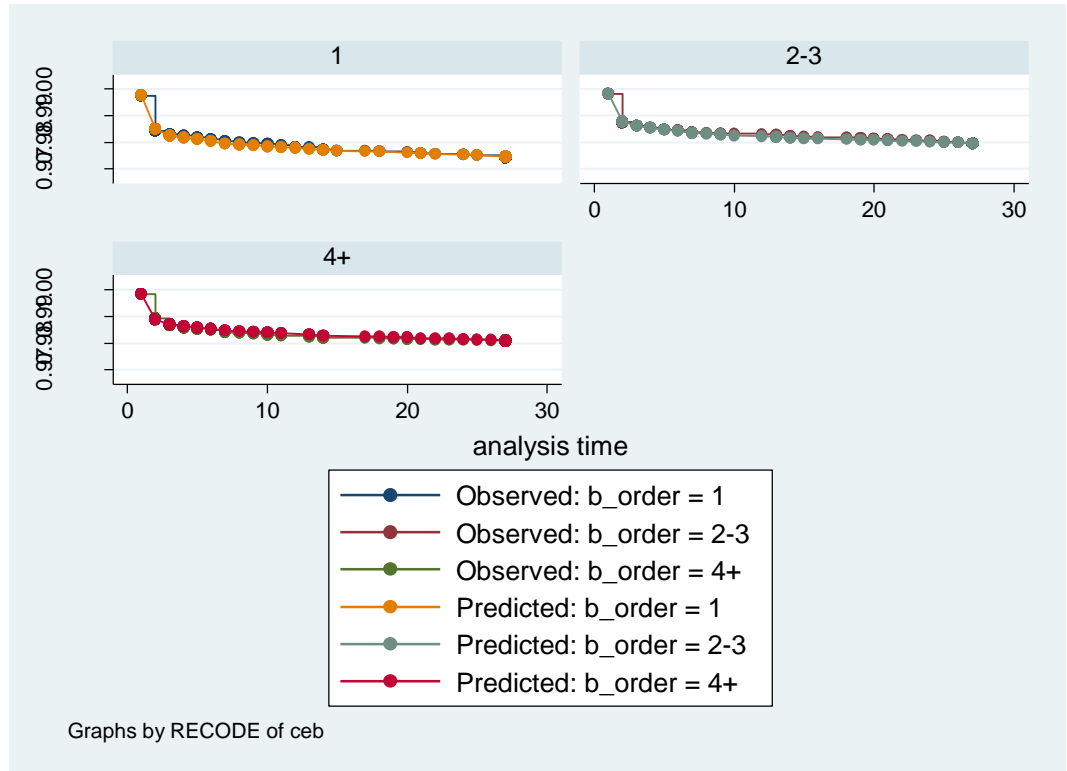 1
2-3
0 10 20 30
4+
0 10 20 30
analysis time
Observed: b_order = 1
Observed: b_order = 2-3
Observed: b_order = 4+
Predicted: b_order = 1
Predicted: b_order = 2-3
Predicted: b_order = 4+
Graphs by RECODE of ceb